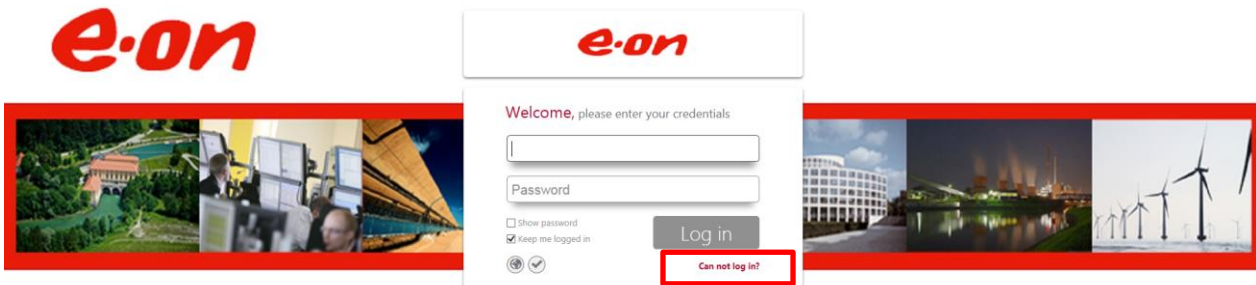 e·on
e·on
Welcome, please enter your credentials
Password
Show password
Keep me logged in
Log in
Can not log in?